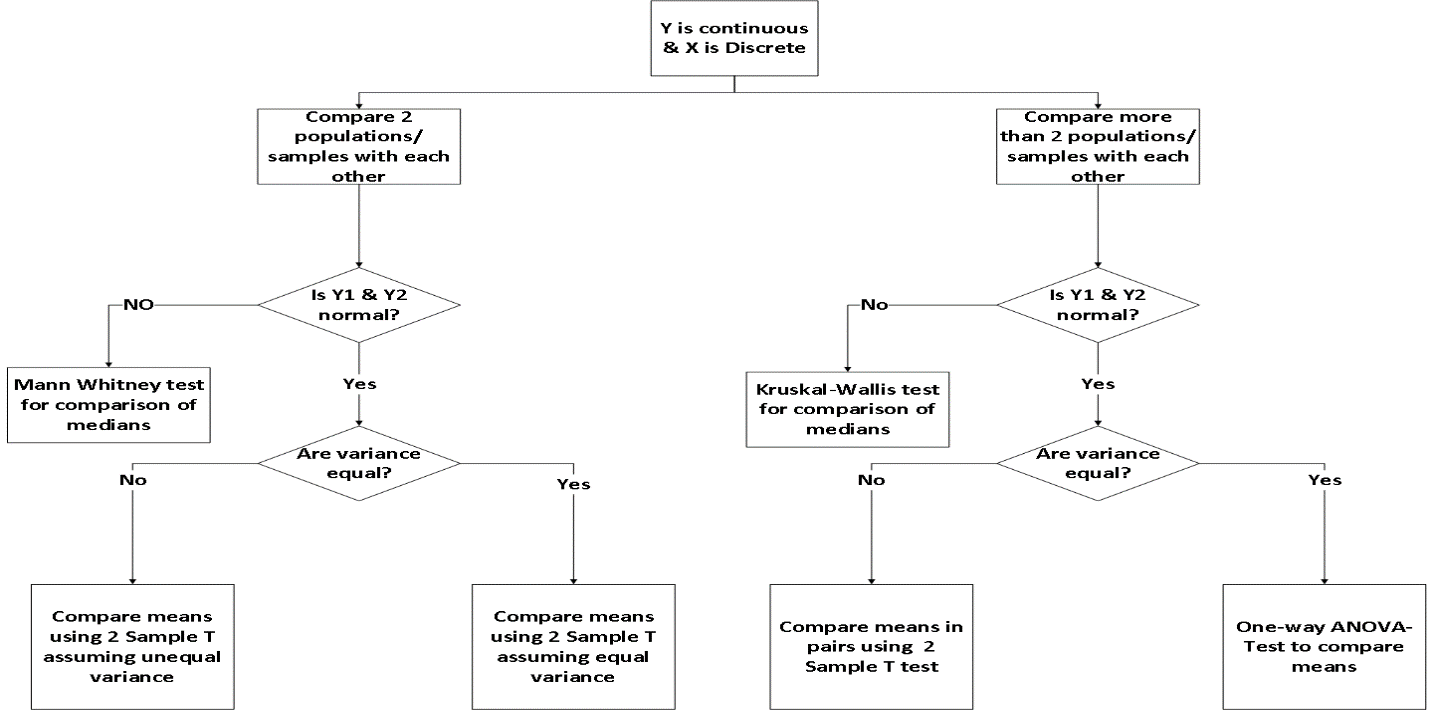 Y is continuous
& X is Discrete
Compare 2
populations/
samples with each
other
Compare more
than 2 populations/
samples with each
other
Is Y1 & Y2
normal?
NO
Is Y1 & Y2
normal?
No
Mann Whitney test
for comparison of
medians
Yes
Kruskal-Wallis test
for comparison of
medians
Yes
Are variance
equal?
No
Yes
Are variance
equal?
No
Yes
Compare means
using 2 Sample T
assuming unequal
variance
Compare means
using 2 Sample T
assuming equal
variance
Compare means in
pairs using 2
Sample T test
One-way ANOVA-
Test to compare
means